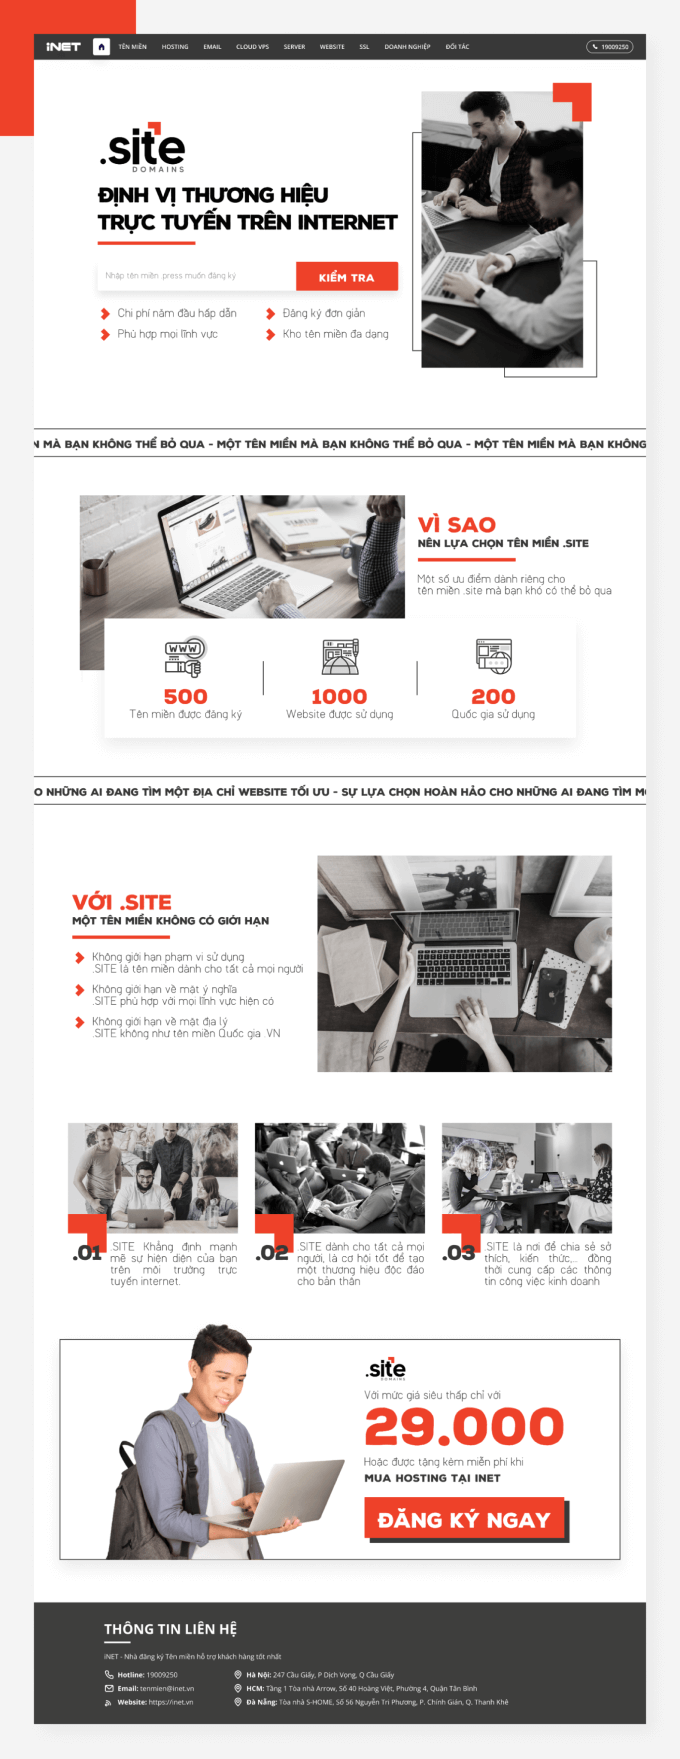 iNET TÊN MIỀN HOSTING EMAIL CLOUD VPS SERVER WEBSITE SSL DOANH NGHIỆP ĐỐI TÁC 19009250
.site
DOMAINS
ĐỊNH VỊ THƯƠNG HIỆU
TRỰC TUYẾN TRÊN INTERNET
Nhập tên miền .press muốn đăng ký
KIỂM TRA
Chi phí năm đầu hấp dẫn
Đăng ký đơn giản
Phù hợp mọi lĩnh vực
Kho tên miền đa dạng
N MÀ BẠN KHÔNG THỂ BỎ QUA - MỘT TÊN MIỀN MÀ BẠN KHÔNG THỂ BỎ QUA - MỘT TÊN MIỀN MÀ BẠN KHÔNG
VÌ SAO
NÊN LỰA CHỌN TÊN MIỀN .SITE
Một số ưu điểm dành riêng cho
tên miền .site mà bạn khó có thể bỏ qua
WWW
500
Tên miền được đăng ký
1000
Website được sử dụng
200
Quốc gia sử dụng
O NHỮNG AI ĐANG TÌM MỘT ĐỊA CHỈ WEBSITE TỐI ƯU - SỰ LỰA CHỌN HOÀN HẢO CHO NHỮNG AI ĐANG TÌM M
VỚI .SITE
MỘT TÊN MIỀN KHÔNG CÓ GIỚI HẠN
Không giới hạn phạm vi sử dụng
.SITE là tên miền dành cho tất cả mọi người
Không giới hạn về mặt ý nghĩa
.SITE phù hợp với mọi lĩnh vực hiện có
Không giới hạn về mặt địa lý
.SITE không như tên miền Quốc gia .VN
.01
.SITE Khẳng định mạnh
mẽ sự hiện diện của bạn
trên môi trường trực
tuyến internet.
.02
.SITE dành cho tất cả mọi
người, là cơ hội tốt để tạo
một thương hiệu độc đáo
cho bản thân
.03
.SITE là nơi để chia sẻ sở
thích, kiến thức,... đồng
thời cung cấp các thông
tin công việc kinh doanh
.site
DOMAINS
Với mức giá siêu thấp chỉ với
29.000
Hoặc được tặng kèm miễn phí khi
MUA HOSTING TẠI INET
ĐĂNG KÝ NGAY
THÔNG TIN LIÊN HỆ
iNET - Nhà đăng ký Tên miền hỗ trợ khách hàng tốt nhất
Hotline: 19009250
Email: tenmien@inet.vn
Website: https://inet.vn
Hà Nội: 247 Cầu Giấy, P Dịch Vọng, Q Cầu Giấy
HCM: Tầng 1 Tòa nhà Arrow, Số 40 Hoàng Việt, Phường 4, Quận Tân Bình
Đà Nẵng: Tòa nhà S-HOME, Số 56 Nguyễn Tri Phương, P. Chính Gián, Q. Thanh Khê